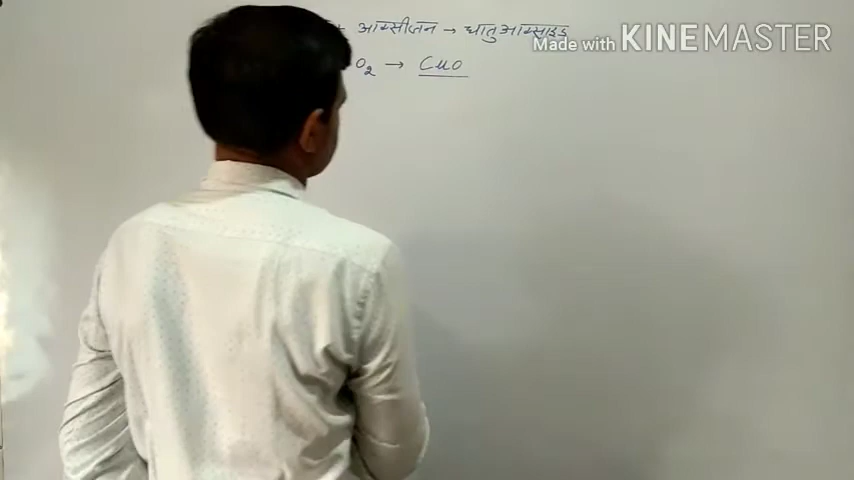 + आक्सीजन → धातु आक्साइड
O₂ → CuO
Made with KINEMASTER